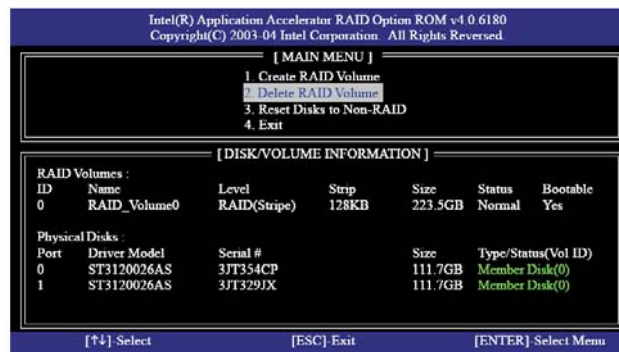 Intel(R) Application Accelerator RAID Option ROM v4.0.6180
Copyright(C) 2003-04 Intel Corporation. All Rights Reversed.
[ MAIN MENU ]
1. Create RAID Volume
2. Delete RAID Volume
3. Reset Disks to Non-RAID
4. Exit
[ DISK/VOLUME INFORMATION ]
RAID Volumes :
ID Name Level Strip Size Status Bootable
0 RAID_Volume0 RAID(Stripe) 128KB 223.5GB Normal Yes
Physical Disks :
Port Driver Model Serial # Size Type/Status(Vol ID)
0 ST3120026AS 3JT354CP 111.7GB Member Disk(0)
1 ST3120026AS 3JT329JX 111.7GB Member Disk(0)
[↑↓]-Select [ESC]-Exit [ENTER]-Select Menu